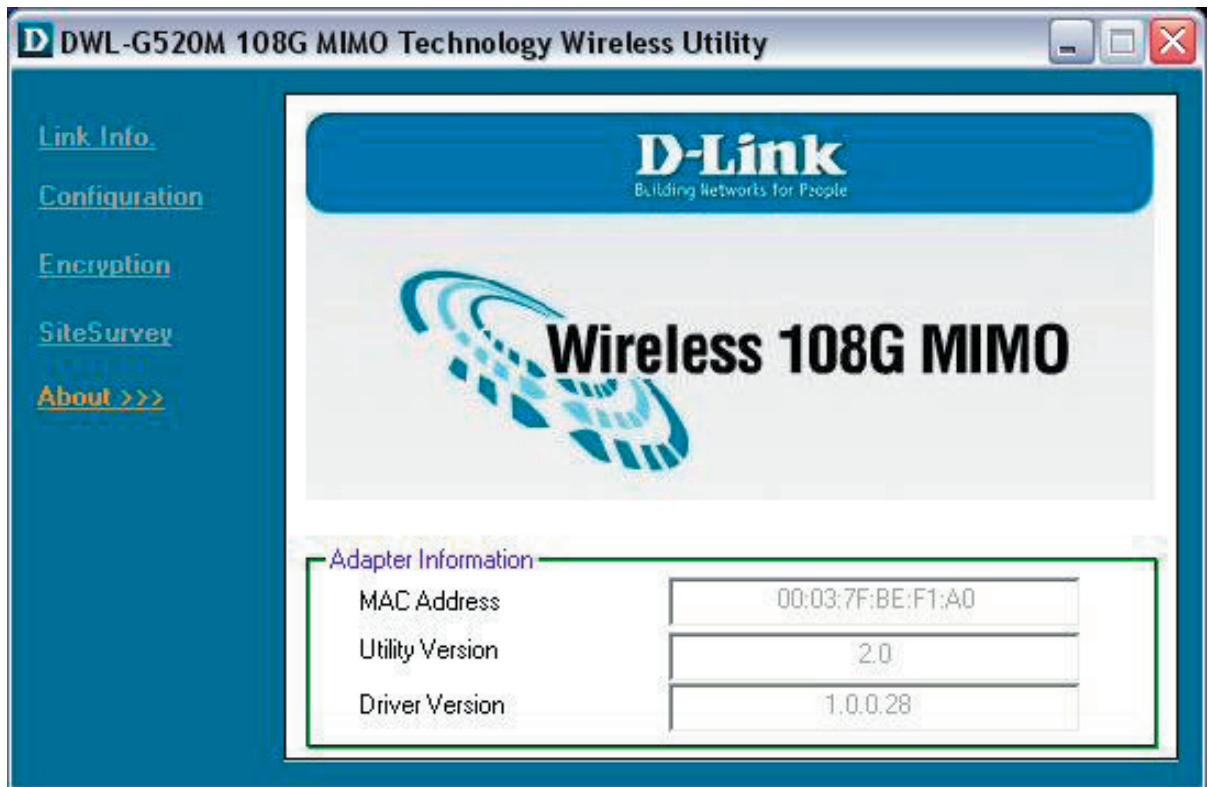 D DWL-G520M 108G MIMO Technology Wireless Utility
Link Info.
Configuration
Encryption
SiteSurvey
About >>>
D-Link
Building Networks for People
Wireless 108G MIMO
Adapter Information
MAC Address 00:03:7F:BE:F1:A0
Utility Version 2.0
Driver Version 1.0.0.28